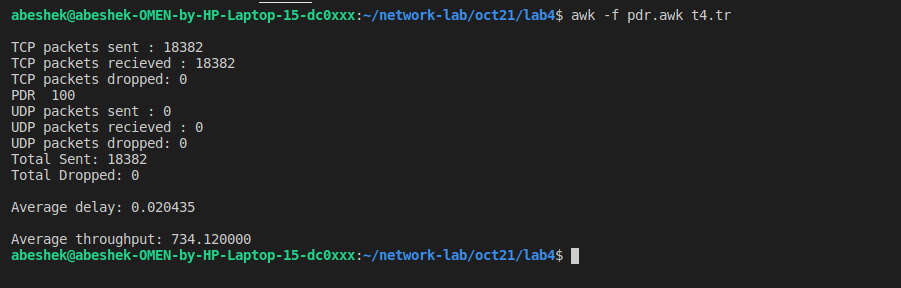 abeshek@abeshek-OMEN-by-HP-Laptop-15-dc0xxx:~/network-lab/oct21/lab4$ awk -f pdr.awk t4.tr
TCP packets sent : 18382
TCP packets recieved : 18382
TCP packets dropped: 0
PDR  100
UDP packets sent : 0
UDP packets recieved : 0
UDP packets dropped: 0
Total Sent: 18382
Total Dropped: 0
Average delay: 0.020435
Average throughput: 734.120000
abeshek@abeshek-OMEN-by-HP-Laptop-15-dc0xxx:~/network-lab/oct21/lab4$